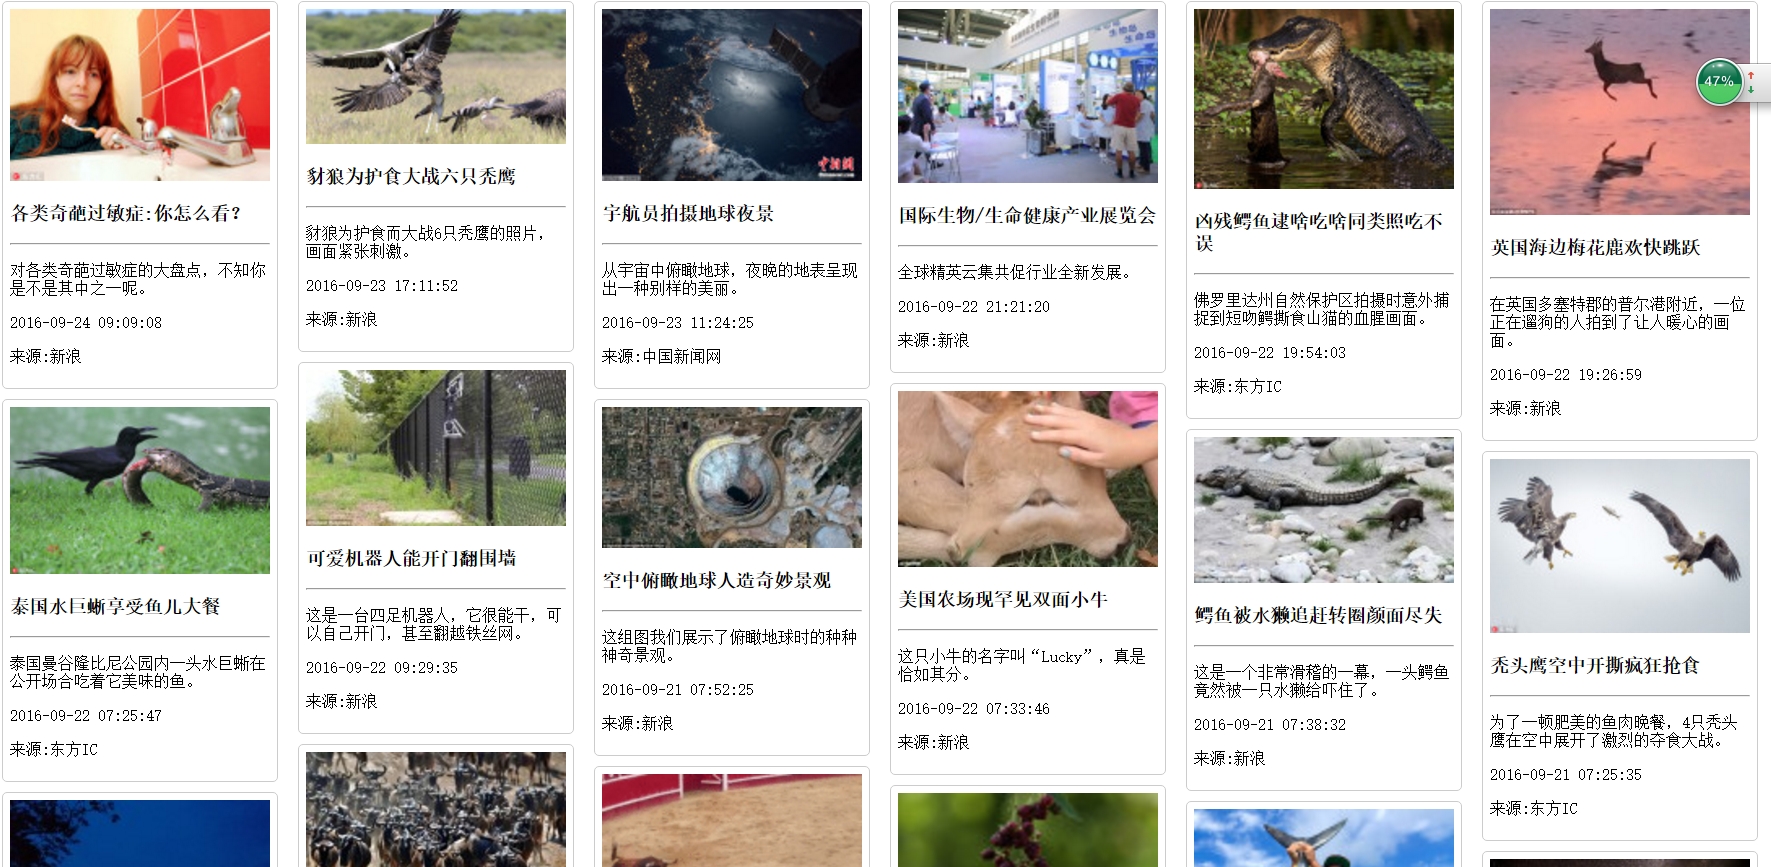 各类奇葩过敏症:你怎么看?
对各类奇葩过敏症的大盘点，不知你
是不是其中之一呢。
2016-09-24 09:09:08
来源:新浪
泰国水巨蜥享受鱼儿大餐
泰国曼谷隆比尼公园内一头水巨蜥在
公开场合吃着它美味的鱼。
2016-09-22 07:25:47
来源:东方IC
豺狼为护食大战六只秃鹰
豺狼为护食而大战6只秃鹰的照片，
画面紧张刺激。
2016-09-23 17:11:52
来源:新浪
可爱机器人能开门翻围墙
这是一台四足机器人，它很能干，可
以自己开门，甚至翻越铁丝网。
2016-09-22 09:29:35
来源:新浪
中新网
宇航员拍摄地球夜景
从宇宙中俯瞰地球，夜晚的地表呈现
出一种别样的美丽。
2016-09-23 11:24:25
来源:中国新闻网
空中俯瞰地球人造奇妙景观
这组图我们展示了俯瞰地球时的种种
神奇景观。
2016-09-21 07:52:25
来源:新浪
生物岛
国际生物/生命健康产业展览会
全球精英云集共促行业全新发展。
2016-09-22 21:21:20
来源:新浪
美国农场现罕见双面小牛
这只小牛的名字叫“Lucky”，真是
恰如其分。
2016-09-22 07:33:46
来源:新浪
凶残鳄鱼逮啥吃啥同类照吃不
误
佛罗里达州自然保护区拍摄时意外捕
捉到短吻鳄撕食山猫的血腥画面。
2016-09-22 19:54:03
来源:东方IC
鳄鱼被水獭追赶转圈颜面尽失
这是一个非常滑稽的一幕，一头鳄鱼
竟然被一只水獭给吓住了。
2016-09-21 07:38:32
来源:新浪
47%
英国海边梅花鹿欢快跳跃
在英国多塞特郡的普尔港附近，一位
正在遛狗的人拍到了让人暖心的画
面。
2016-09-22 19:26:59
来源:新浪
秃头鹰空中开撕疯狂抢食
为了一顿肥美的鱼肉晚餐，4只秃头
鹰在空中展开了激烈的夺食大战。
2016-09-21 07:25:35
来源:东方IC